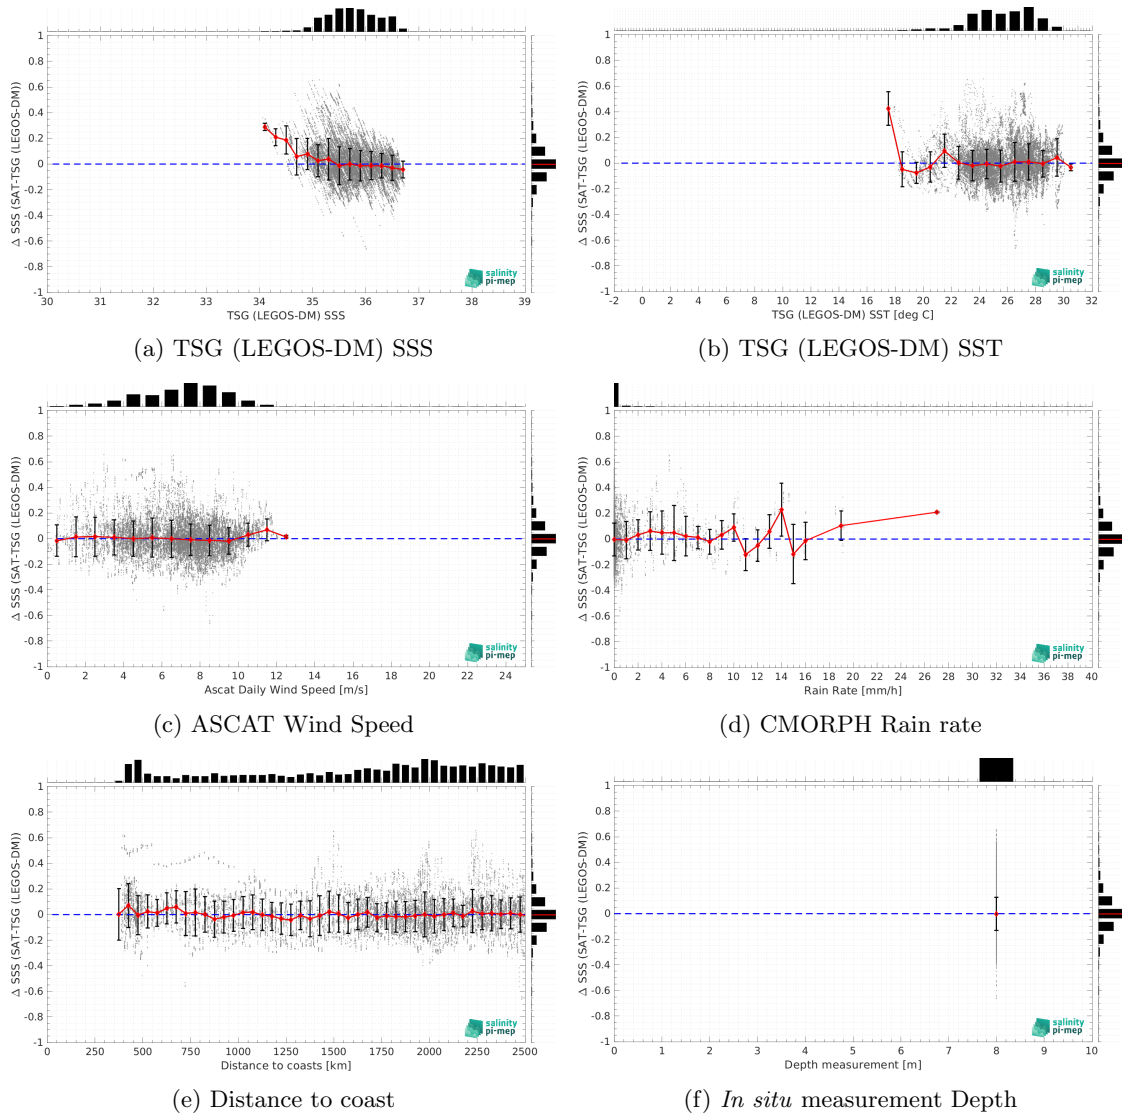 1
0.8
0.6
0.4
0.2
0
-0.2
-0.4
-0.6
-0.8
-1
Δ SSS (SAT-TSG (LEGOS-DM))
salinity
pi-mep
30 31 32 33 34 35 36 37 38 39
TSG (LEGOS-DM) SSS
(a) TSG (LEGOS-DM) SSS
1
0.8
0.6
0.4
0.2
0
-0.2
-0.4
-0.6
-0.8
-1
Δ SSS (SAT-TSG (LEGOS-DM))
salinity
pi-mep
-2 0 2 4 6 8 10 12 14 16 18 20 22 24 26 28 30 32
TSG (LEGOS-DM) SST [deg C]
(b) TSG (LEGOS-DM) SST
1
0.8
0.6
0.4
0.2
0
-0.2
-0.4
-0.6
-0.8
-1
Δ SSS (SAT-TSG (LEGOS-DM))
salinity
pi-mep
0 2 4 6 8 10 12 14 16 18 20 22 24
Ascat Daily Wind Speed [m/s]
(c) ASCAT Wind Speed
1
0.8
0.6
0.4
0.2
0
-0.2
-0.4
-0.6
-0.8
-1
Δ SSS (SAT-TSG (LEGOS-DM))
salinity
pi-mep
0 2 4 6 8 10 12 14 16 18 20 22 24 26 28 30 32 34 36 38 40
Rain Rate [mm/h]
(d) CMORPH Rain rate
1
0.8
0.6
0.4
0.2
0
-0.2
-0.4
-0.6
-0.8
-1
Δ SSS (SAT-TSG (LEGOS-DM))
salinity
pi-mep
0 250 500 750 1000 1250 1500 1750 2000 2250 2500
Distance to coasts [km]
(e) Distance to coast
1
0.8
0.6
0.4
0.2
0
-0.2
-0.4
-0.6
-0.8
-1
Δ SSS (SAT-TSG (LEGOS-DM))
salinity
pi-mep
0 1 2 3 4 5 6 7 8 9 10
Depth measurement [m]
(f) In situ measurement Depth